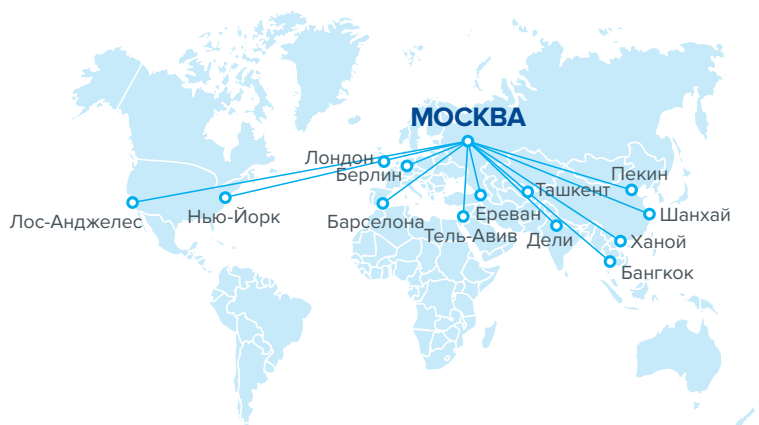 МОСКВА
Лондон
Берлин
Пекин
Ташкент
Лос-Анджелес
Нью-Йорк
Барселона
Ереван
Шанхай
Тель-Авив
Дели
Ханой
Бангкок